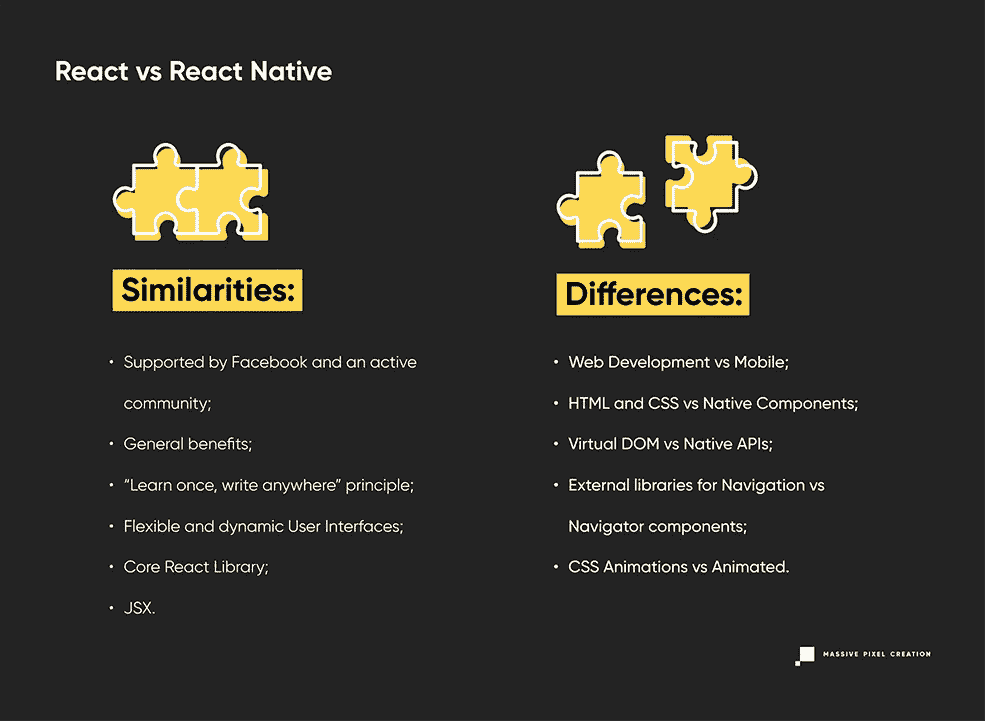 React vs React Native
Similarities:
• Supported by Facebook and an active
community;
• General benefits;
• “Learn once, write anywhere” principle;
• Flexible and dynamic User Interfaces;
• Core React Library;
• JSX.
Differences:
• Web Development vs Mobile;
• HTML and CSS vs Native Components;
• Virtual DOM vs Native APIs;
• External libraries for Navigation vs
Navigator components;
• CSS Animations vs Animated.
MASSIVE PIXEL CREATION